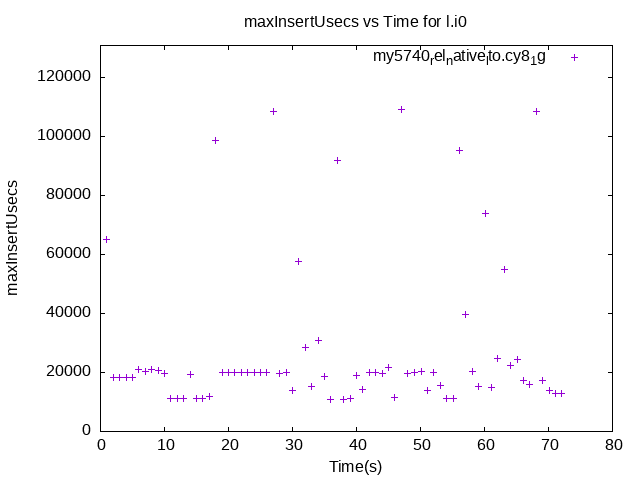 maxInsertUsecs vs Time for l.i0
my5740relnativelto.cy81g
120000
100000
80000
60000
40000
20000
0
maxInsertUsecs
0 10 20 30 40 50 60 70 80
Time(s)